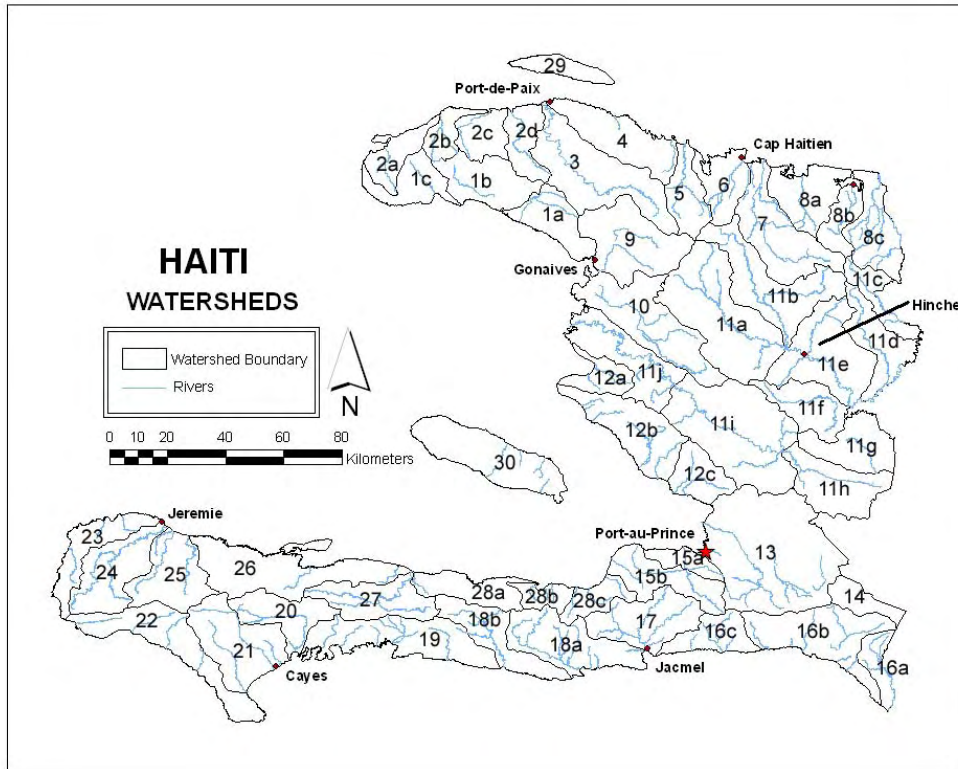 29
Port-de-Paix
2c
2d
4
2b
Cap Haitien
2a
1c
3
1b
5
6
8a
8b
1a
7
9
8c
HAITI
Gonaives
11c
WATERSHEDS
11b
10
11a
Hinche
11d
Watershed Boundary
11e
Rivers
11j
12a
N
11f
11i
12b
11g
0 10 20 40 60 80
Kilometers
30
12c
11h
Jeremie
23
Port-au-Prince
13
15a
24
25
26
15b
14
27
28a
28b
28c
20
22
18b
17
16c
16b
19
21
18a
16a
Cayes
Jacmel